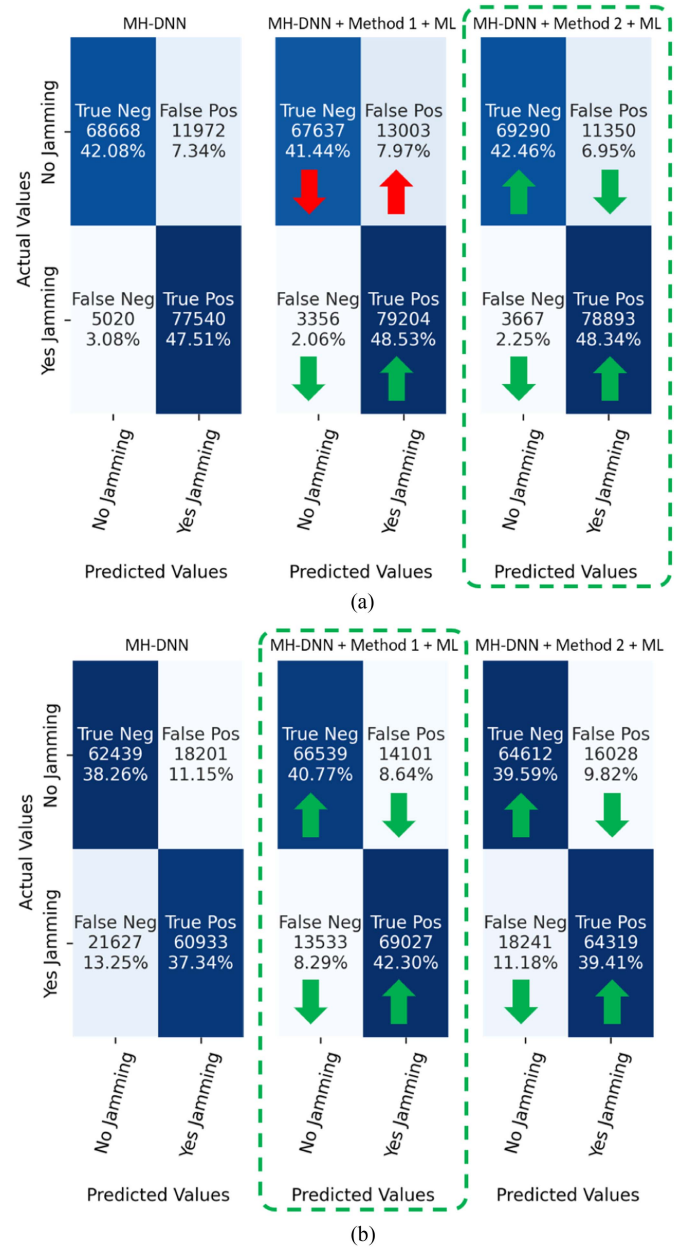 MH-DNN
MH-DNN + Method 1 + ML
MH-DNN + Method 2 + ML
Actual Values
No Jamming
Yes Jamming
True Neg
68668
42.08%
False Pos
11972
7.34%
False Neg
5020
3.08%
True Pos
77540
47.51%
True Neg
67637
41.44%
False Pos
13003
7.97%
False Neg
3356
2.06%
True Pos
79204
48.53%
True Neg
69290
42.46%
False Pos
11350
6.95%
False Neg
3667
2.25%
True Pos
78893
48.34%
No Jamming
Yes Jamming
No Jamming
Yes Jamming
No Jamming
Yes Jamming
Predicted Values
Predicted Values
Predicted Values
(a)
MH-DNN
MH-DNN + Method 1 + ML
MH-DNN + Method 2 + ML
Actual Values
No Jamming
Yes Jamming
True Neg
62439
38.26%
False Pos
18201
11.15%
False Neg
21627
13.25%
True Pos
60933
37.34%
True Neg
66539
40.77%
False Pos
14101
8.64%
False Neg
13533
8.29%
True Pos
69027
42.30%
True Neg
64612
39.59%
False Pos
16028
9.82%
False Neg
18241
11.18%
True Pos
64319
39.41%
No Jamming
Yes Jamming
No Jamming
Yes Jamming
No Jamming
Yes Jamming
Predicted Values
Predicted Values
Predicted Values
(b)